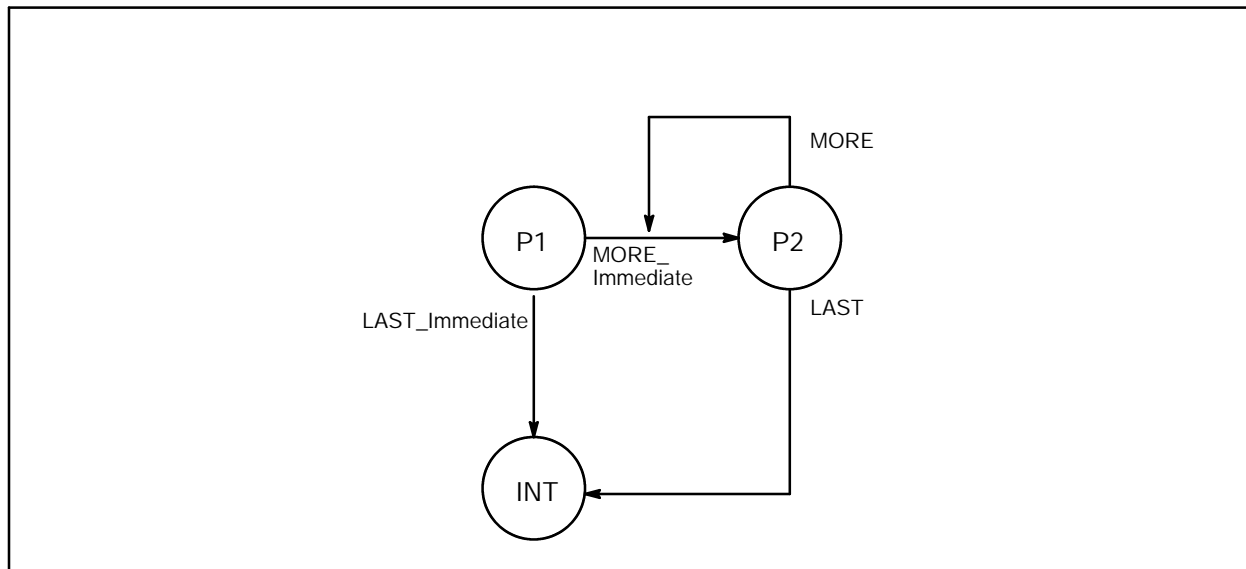 MORE
P1
P2
MORE_
Immediate
LAST
LAST_Immediate
INT